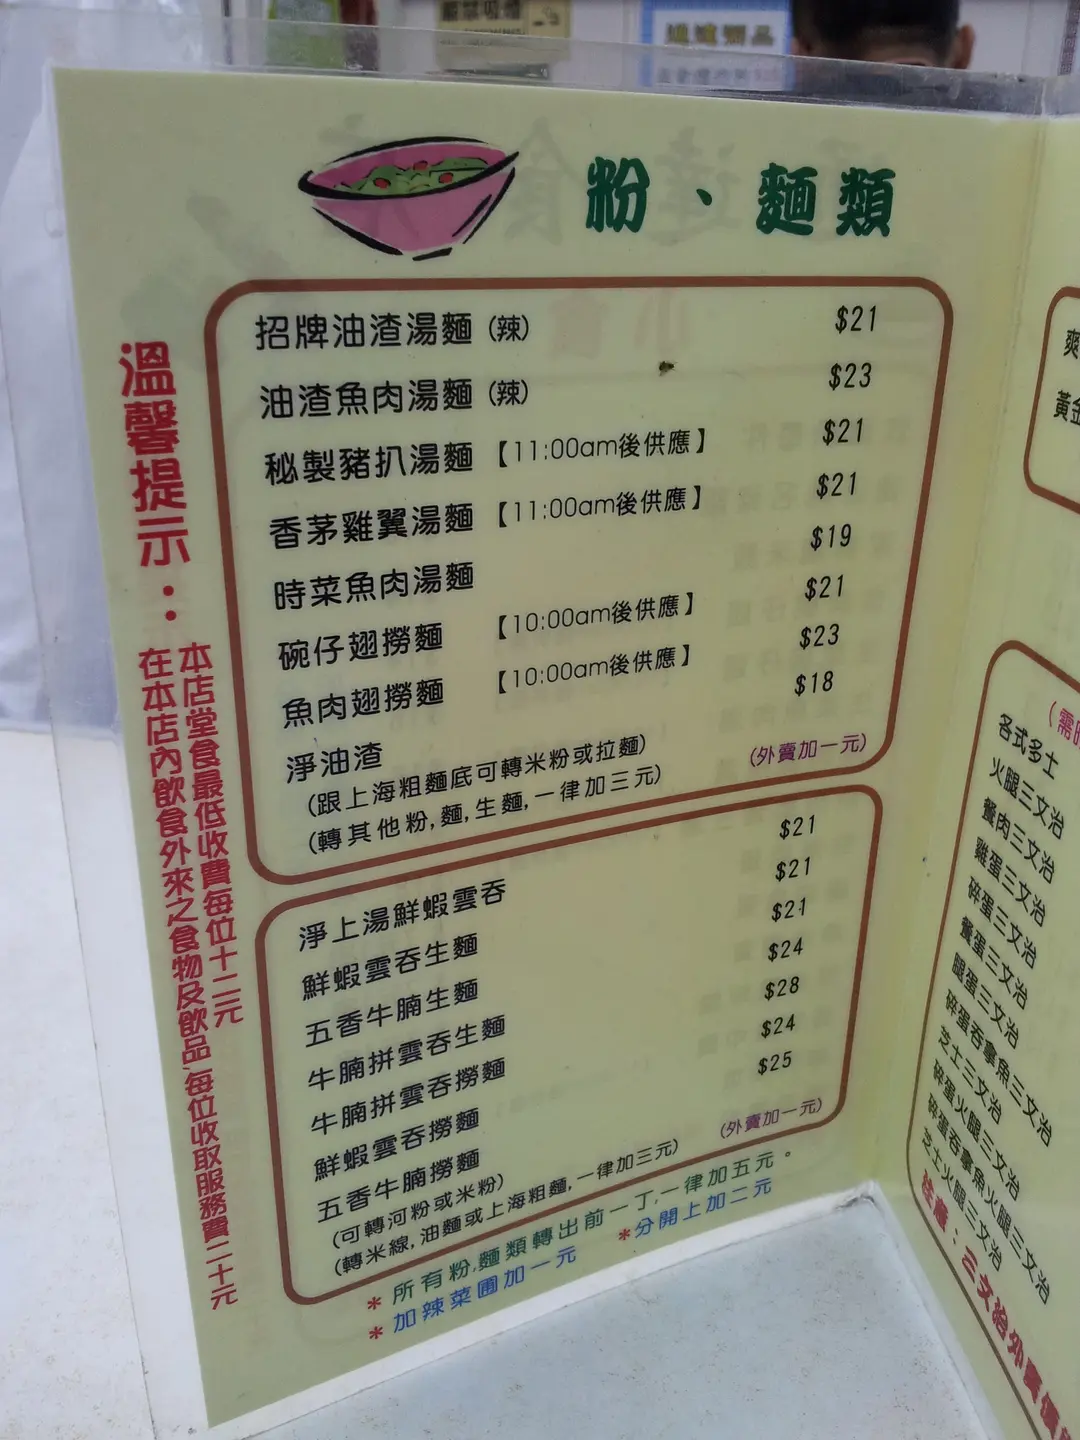 粉、麵類
招牌油渣湯麵 (辣) $21
油渣魚肉湯麵 (辣) $23
秘製豬扒湯麵 【11:00am後供應】 $21
香茅雞翼湯麵 【11:00am後供應】 $21
時菜魚肉湯麵 $19
碗仔翅撈麵 【10:00am後供應】 $21
魚肉翅撈麵 【10:00am後供應】 $23
淨油渣 $18
(跟上海粗麵底可轉米粉或拉麵) (外賣加一元)
(轉其他粉,麵,生麵,一律加三元)
淨上湯鮮蝦雲吞 $21
鮮蝦雲吞生麵 $21
五香牛腩生麵 $21
牛腩拼雲吞生麵 $24
牛腩拼雲吞撈麵 $28
鮮蝦雲吞撈麵 $24
五香牛腩撈麵 $25
(可轉河粉或米粉) (外賣加一元)
(轉米線,油麵或上海粗麵,一律加三元)
* 所有粉,麵類轉出前一丁,一律加五元。
* 加辣菜圃加一元 *分開上加二元
溫馨提示：
本店堂食最低收費每位十二元
在本店內飲食外來之食物及飲品,每位收取服務費二十元
爽
黃金
(需時
各式多士
火腿三文治
餐肉三文治
雞蛋三文治
碎蛋三文治
餐蛋三文治
腿蛋三文治
碎蛋吞拿魚三文治
芝士三文治
碎蛋火腿三文治
碎蛋吞拿魚火腿三文治
芝士火腿三文治
三文治外賣價